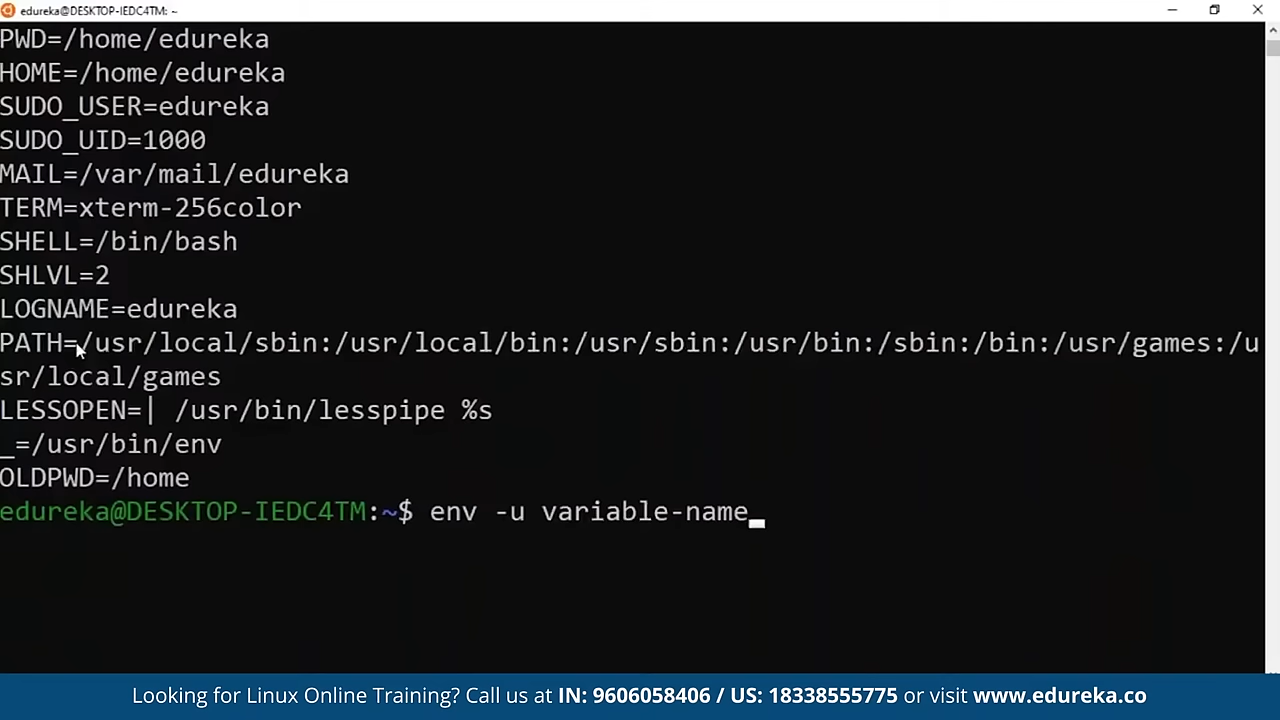 edureka@DESKTOP-IEDC4TM: ~
PWD=/home/edureka
HOME=/home/edureka
SUDO_USER=edureka
SUDO_UID=1000
MAIL=/var/mail/edureka
TERM=xterm-256color
SHELL=/bin/bash
SHLVL=2
LOGNAME=edureka
PATH=/usr/local/sbin:/usr/local/bin:/usr/sbin:/usr/bin:/sbin:/bin:/usr/games:/u
sr/local/games
LESSOPEN=| /usr/bin/lesspipe %s
_=/usr/bin/env
OLDPWD=/home
edureka@DESKTOP-IEDC4TM:~$ env -u variable-name
Looking for Linux Online Training? Call us at IN: 9606058406 / US: 18338555775 or visit www.edureka.co